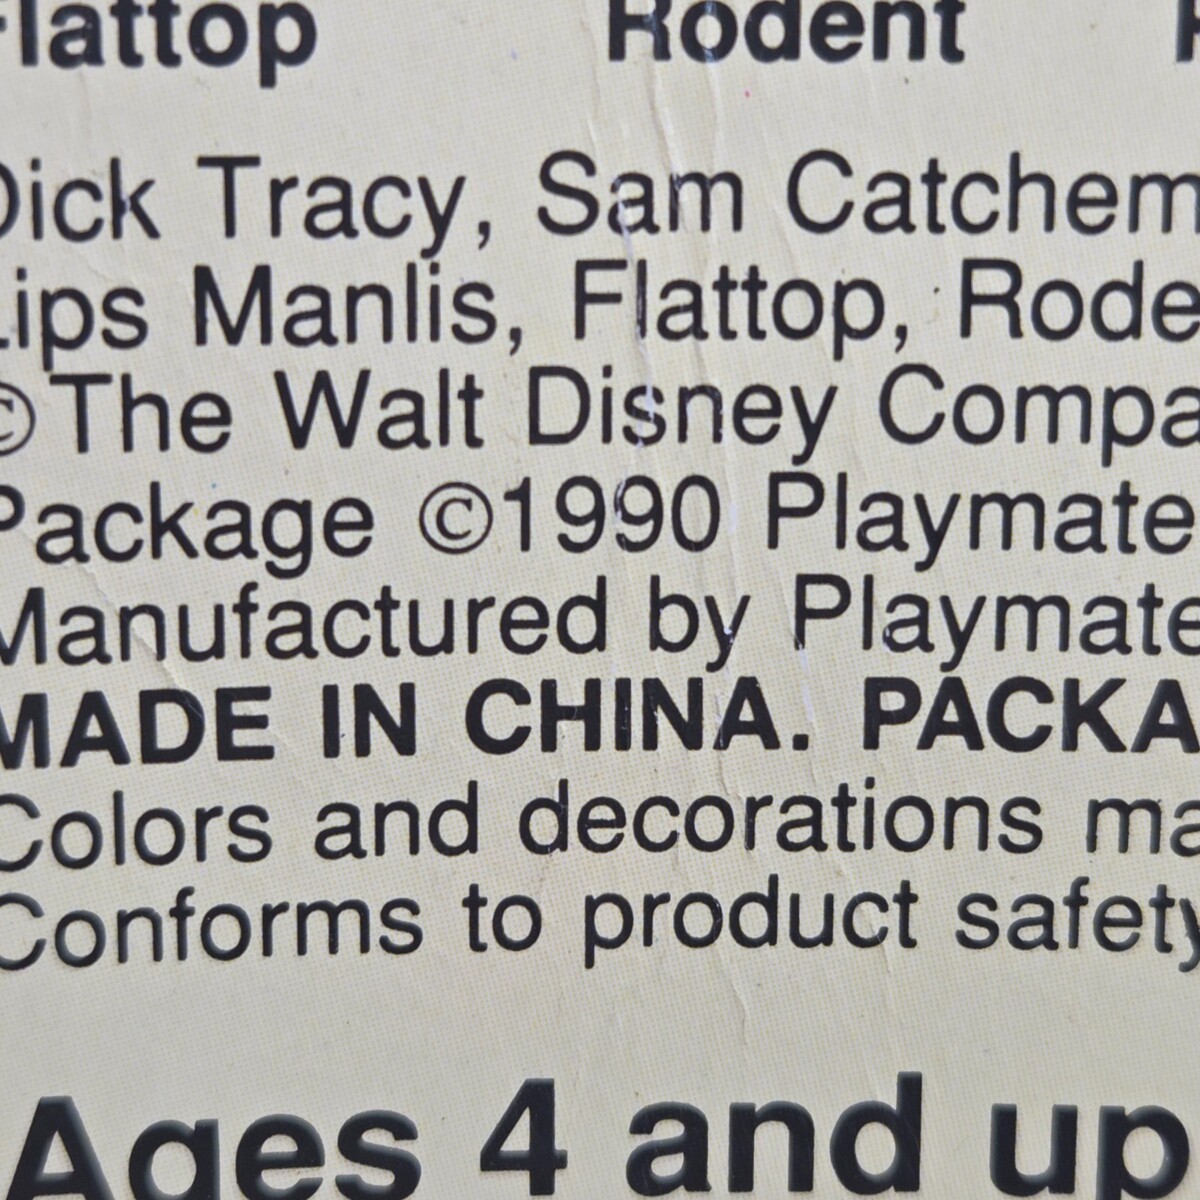 Flattop Rodent
Dick Tracy, Sam Catchem
Lips Manlis, Flattop, Rode
©The Walt Disney Compa
Package ©1990 Playmate
Manufactured by Playmate
MADE IN CHINA. PACKA
Colors and decorations ma
Conforms to product safety
Ages 4 and up